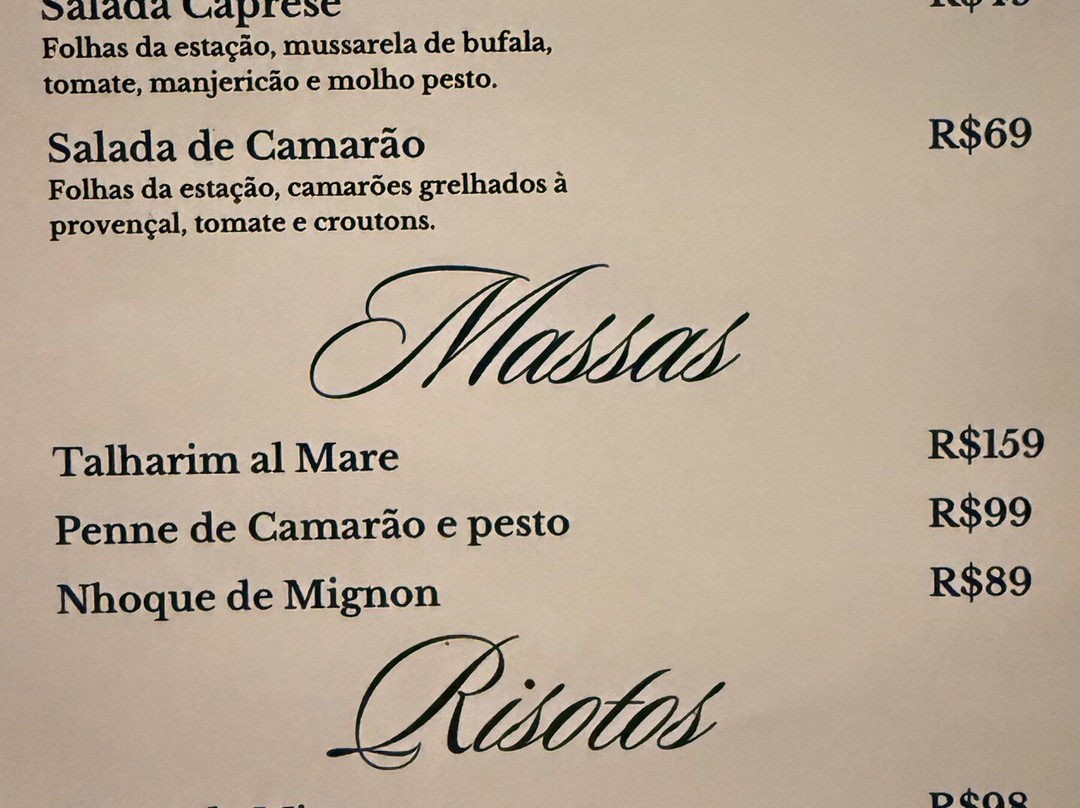 Salada Caprese
Folhas da estação, mussarela de bufala,
tomate, manjericão e molho pesto.
Salada de Camarão R$69
Folhas da estação, camarões grelhados à
provençal, tomate e croutons.
Massas
Talharim al Mare R$159
Penne de Camarão e pesto R$99
Nhoque de Mignon R$89
Risotos
R$98